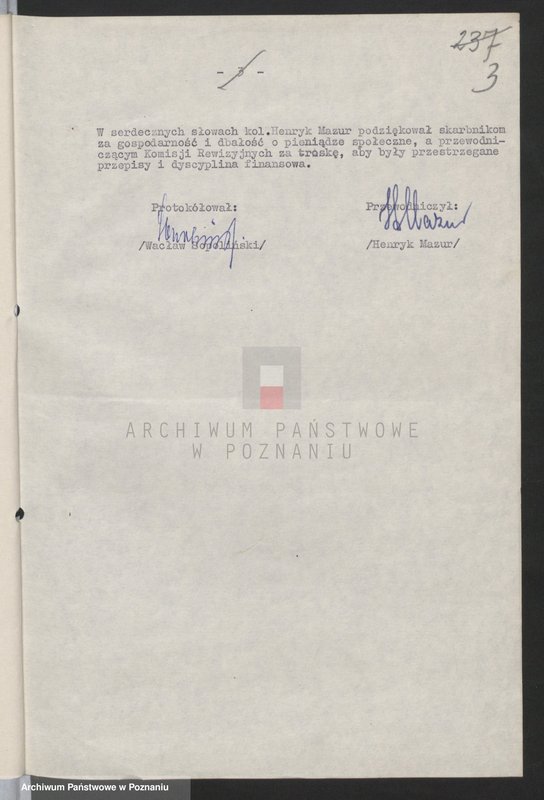 237
3
- 3 -
W serdecznych słowach kol.Henryk Mazur podziękował skarbnikom
za gospodarność i dbałość o pieniądze społeczne, a przewodni-
czącym Komisji Rewizyjnych za troskę, aby były przestrzegane
przepisy i dyscyplina finansowa.
Protokółował: Przewodniczył:
HMazur
/Wacław Sopoliński/ /Henryk Mazur/
ARCHIWUM PAŃSTWOWE
W POZNANIU
Archiwum Państwowe w Poznaniu